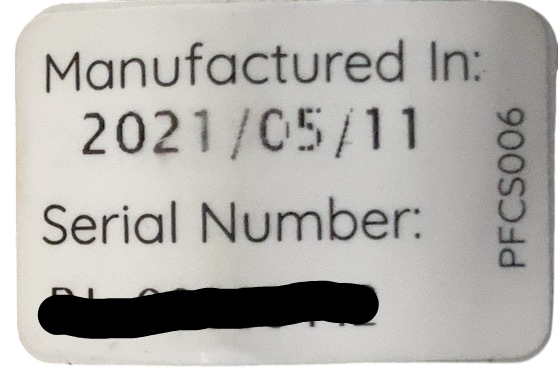 Manufactured In:
2021/05/11
Serial Number:
PFCS006